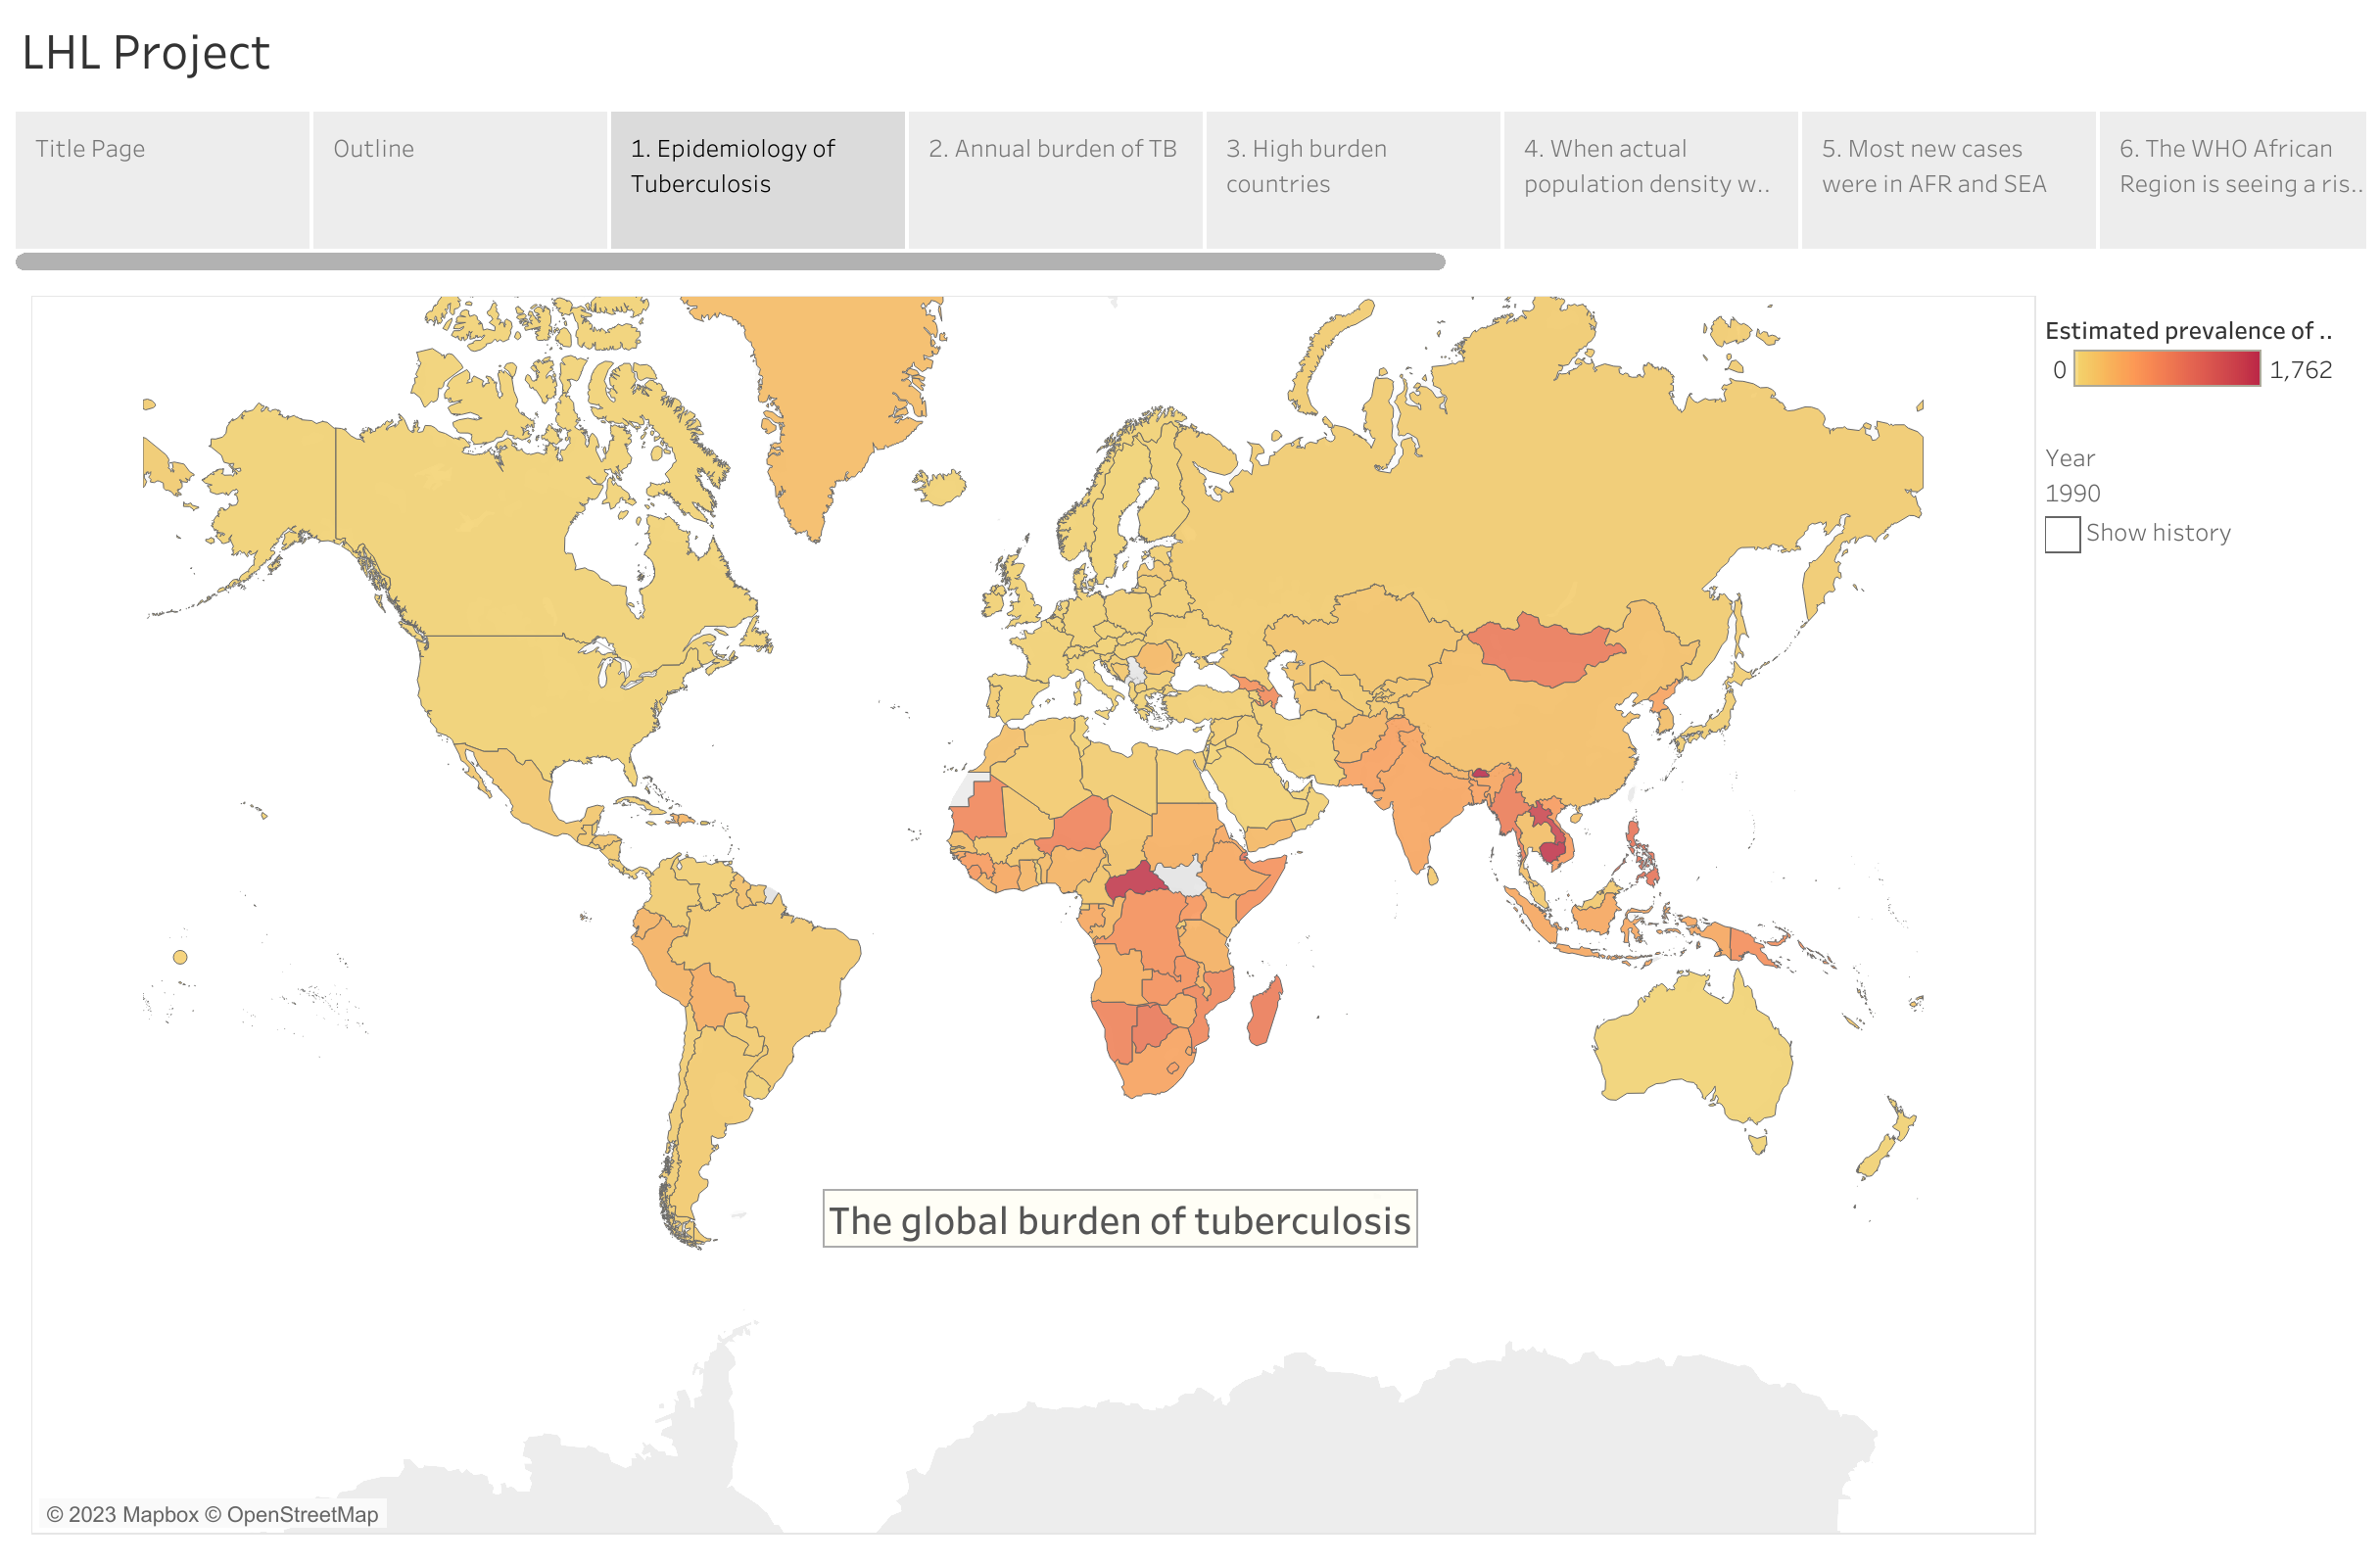 LHL Project
Title Page
Outline
1. Epidemiology of
Tuberculosis
2. Annual burden of TB
3. High burden
countries
4. When actual
population density w..
5. Most new cases
were in AFR and SEA
6. The WHO African
Region is seeing a ris..
Estimated prevalence of ..
0
1,762
Year
1990
Show history
The global burden of tuberculosis
© 2023 Mapbox © OpenStreetMap